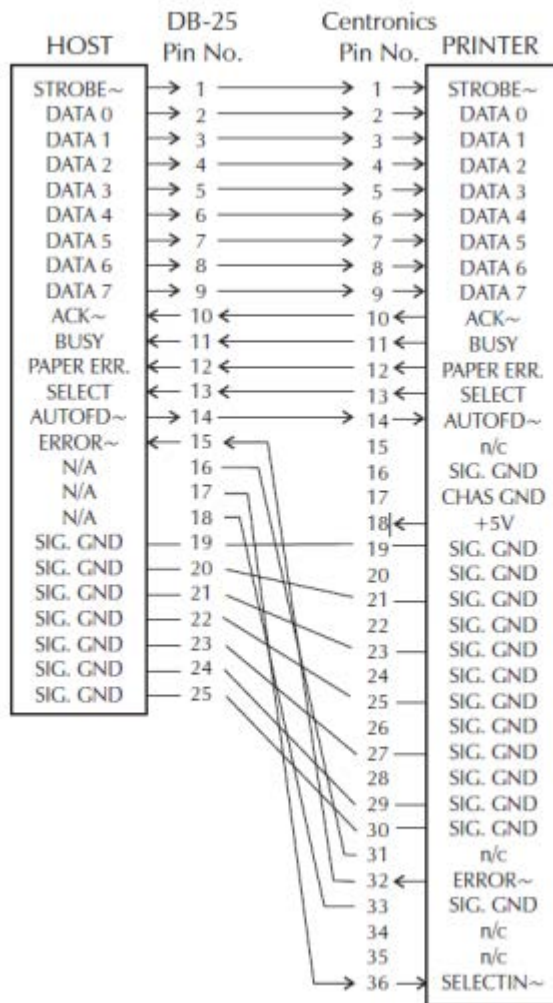 DB-25 Centronics
HOST Pin No. Pin No. PRINTER
STROBE~ 1 1 STROBE~
DATA 0 2 2 DATA 0
DATA 1 3 3 DATA 1
DATA 2 4 4 DATA 2
DATA 3 5 5 DATA 3
DATA 4 6 6 DATA 4
DATA 5 7 7 DATA 5
DATA 6 8 8 DATA 6
DATA 7 9 9 DATA 7
ACK~ 10 10 ACK~
BUSY 11 11 BUSY
PAPER ERR. 12 12 PAPER ERR.
SELECT 13 13 SELECT
AUTOFD~ 14 14 AUTOFD~
ERROR~ 15 15 n/c
N/A 16 16 SIG. GND
N/A 17 17 CHAS GND
N/A 18 18 +5V
SIG. GND 19 19 SIG. GND
SIG. GND 20 20 SIG. GND
SIG. GND 21 21 SIG. GND
SIG. GND 22 22 SIG. GND
SIG. GND 23 23 SIG. GND
SIG. GND 24 24 SIG. GND
SIG. GND 25 25 SIG. GND
26 SIG. GND
27 SIG. GND
28 SIG. GND
29 SIG. GND
30 SIG. GND
31 n/c
32 ERROR~
33 SIG. GND
34 n/c
35 n/c
36 SELECTIN~